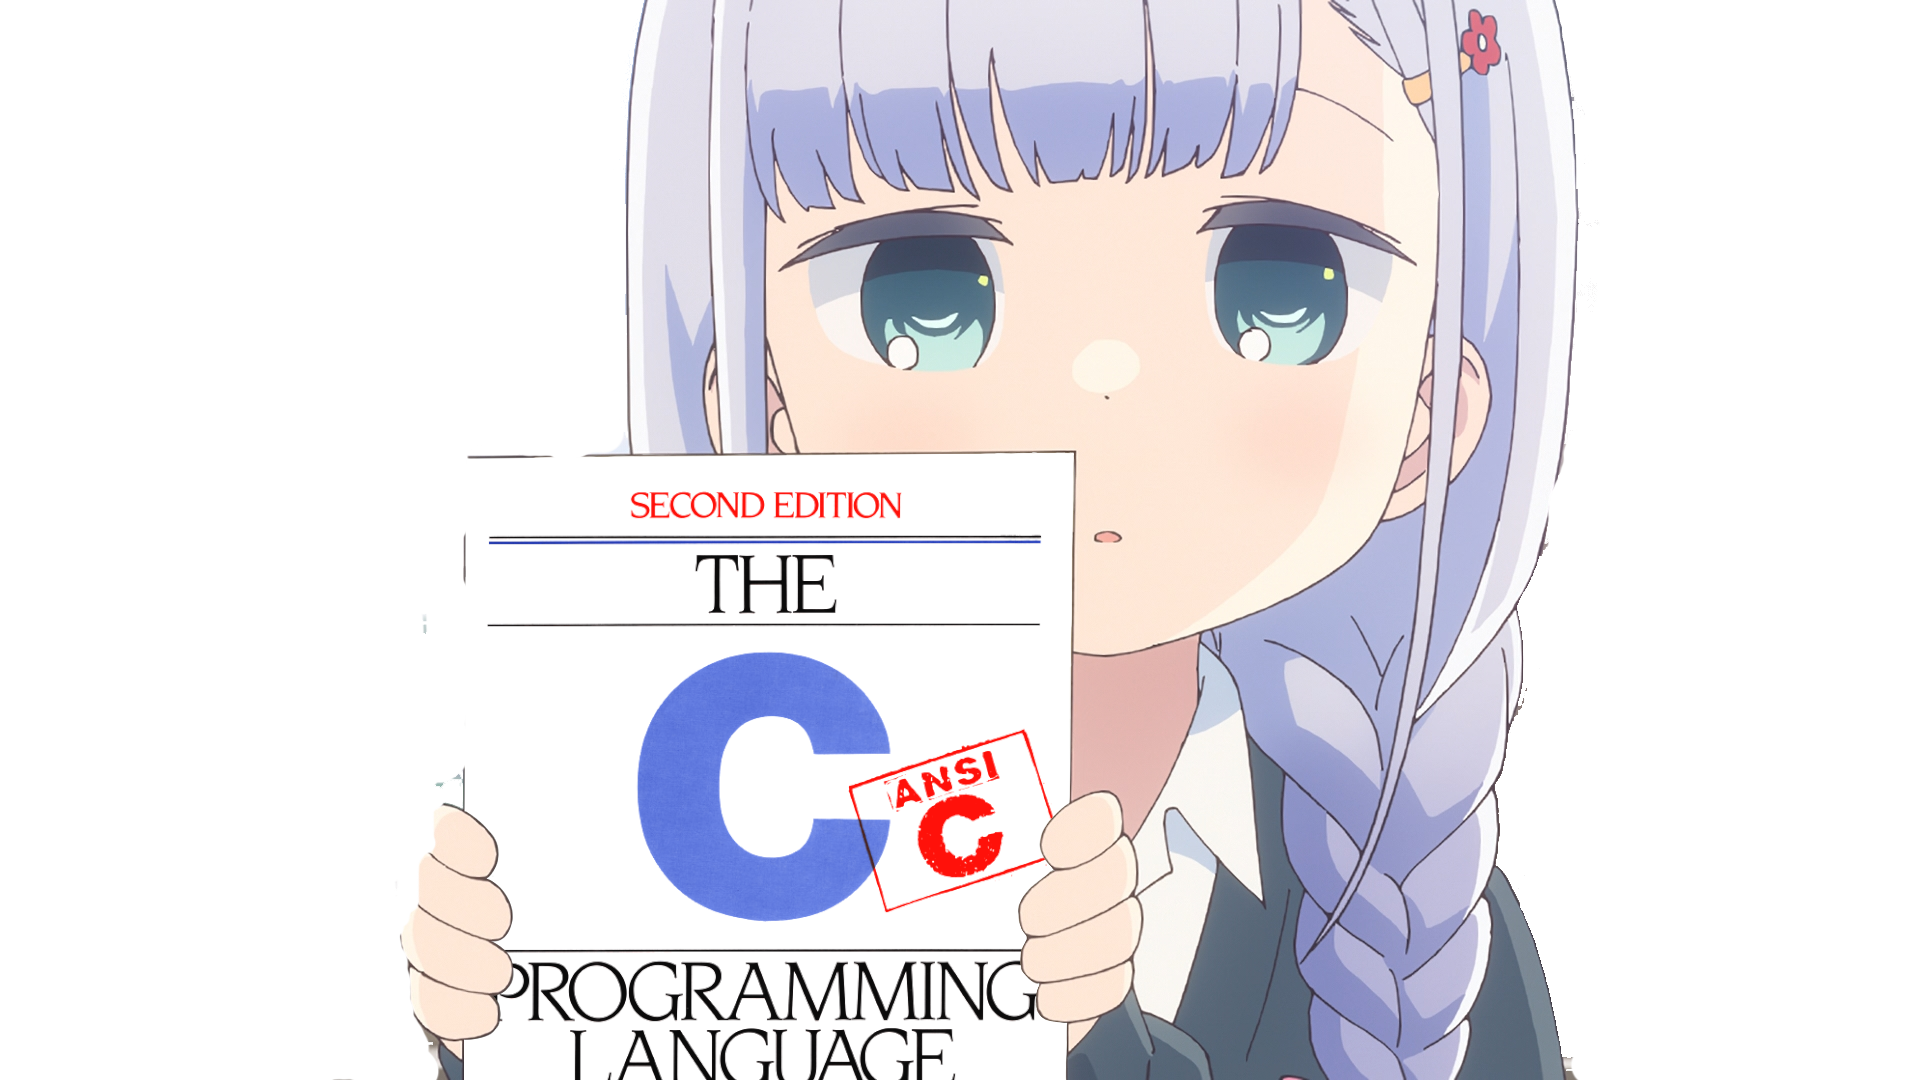 SECOND EDITION
THE
C
ANSI
C
PROGRAMMING
LANGUAGE